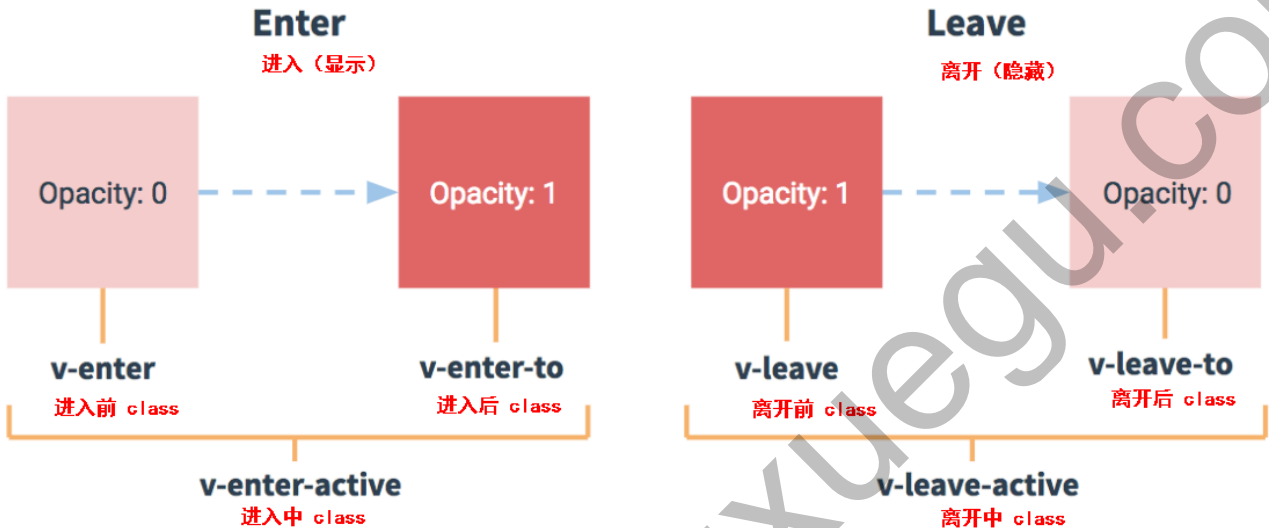 Enter
进入（显示）
Opacity: 0
Opacity: 1
v-enter
进入前 class
v-enter-to
进入后 class
v-enter-active
进入中 class
Leave
离开（隐藏）
Opacity: 1
Opacity: 0
v-leave
离开前 class
v-leave-to
离开后 class
v-leave-active
离开中 class
xuegu.co